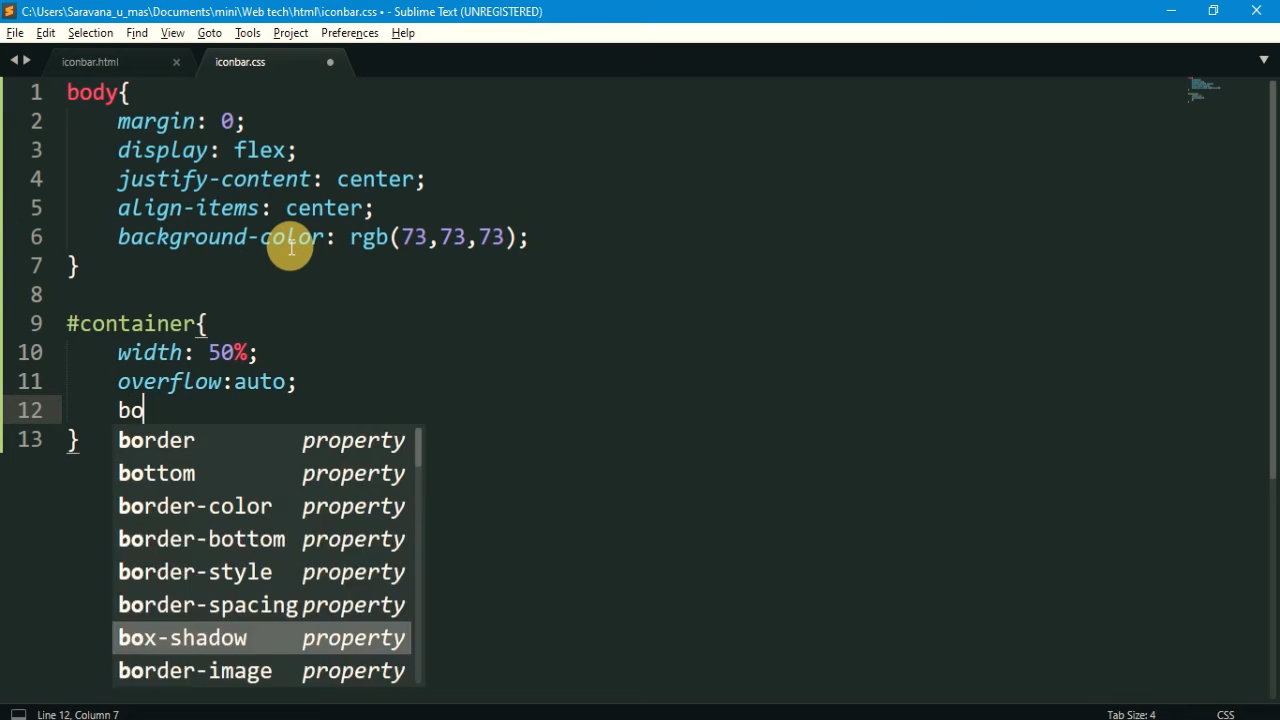 C:\Users\Saravana_u_mas\Documents\mini\Web tech\html\iconbar.css • - Sublime Text (UNREGISTERED)
File Edit Selection Find View Goto Tools Project Preferences Help
iconbar.html iconbar.css
1 body{
2 margin: 0;
3 display: flex;
4 justify-content: center;
5 align-items: center;
6 background-color: rgb(73,73,73);
7 }
8
9 #container{
10 width: 50%;
11 overflow:auto;
12 bo
13 }
border property
bottom property
border-color property
border-bottom property
border-style property
border-spacing property
box-shadow property
border-image property
Line 12, Column 7 Tab Size: 4 CSS